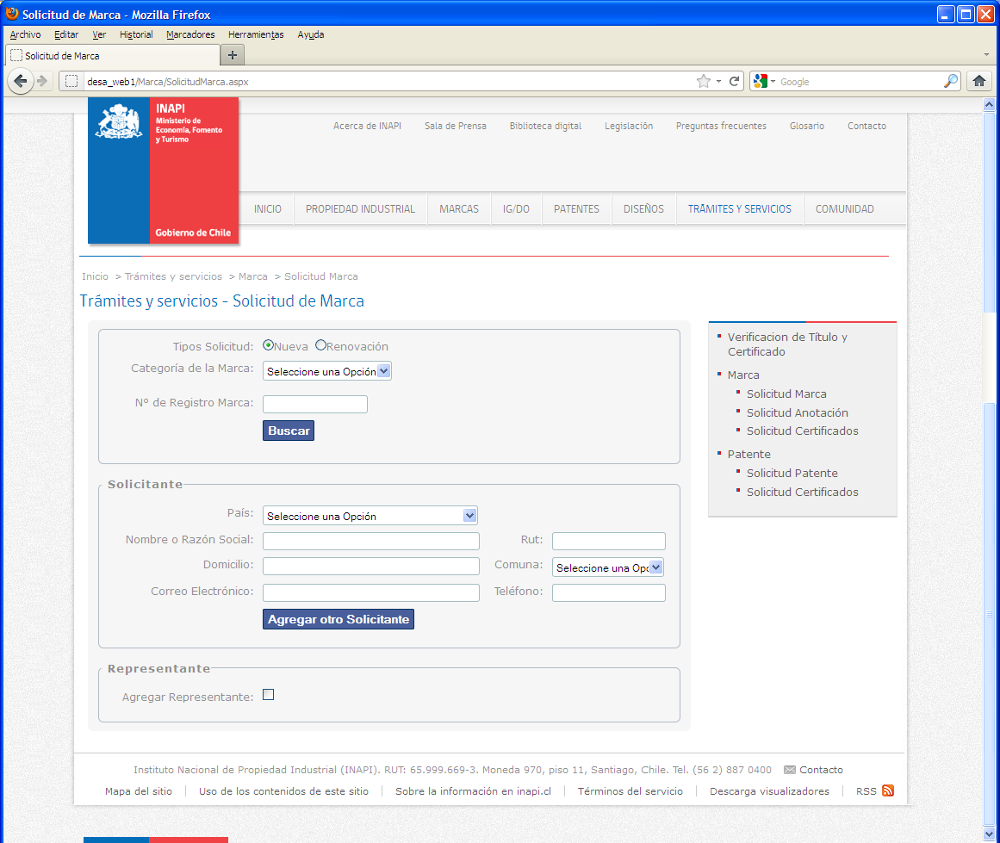 Solicitud de Marca - Mozilla Firefox
Archivo Editar Ver Historial Marcadores Herramientas Ayuda
Solicitud de Marca
desa_web1/Marca/SolicitudMarca.aspx Google
INAPI
Ministerio de
Economía, Fomento
y Turismo
Gobierno de Chile
Acerca de INAPI Sala de Prensa Biblioteca digital Legislación Preguntas frecuentes Glosario Contacto
INICIO PROPIEDAD INDUSTRIAL MARCAS IG/DO PATENTES DISEÑOS TRÁMITES Y SERVICIOS COMUNIDAD
Inicio > Trámites y servicios > Marca > Solicitud Marca
Trámites y servicios - Solicitud de Marca
Tipos Solicitud: Nueva Renovación
Categoría de la Marca: Seleccione una Opción
Nº de Registro Marca:
Buscar
Solicitante
País: Seleccione una Opción
Nombre o Razón Social: Rut:
Domicilio: Comuna: Seleccione una Opc
Correo Electrónico: Teléfono:
Agregar otro Solicitante
Representante
Agregar Representante:
Verificacion de Título y
Certificado
Marca
Solicitud Marca
Solicitud Anotación
Solicitud Certificados
Patente
Solicitud Patente
Solicitud Certificados
Instituto Nacional de Propiedad Industrial (INAPI). RUT: 65.999.669-3. Moneda 970, piso 11, Santiago, Chile. Tel. (56 2) 887 0400 Contacto
Mapa del sitio Uso de los contenidos de este sitio Sobre la información en inapi.cl Términos del servicio Descarga visualizadores RSS